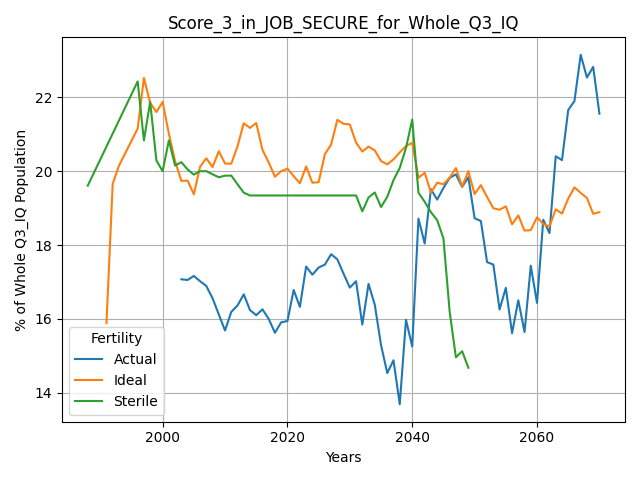 Score_3_in_JOB_SECURE_for_Whole_Q3_IQ
% of Whole Q3_IQ Population
22
20
18
16
14
Fertility
Actual
Ideal
Sterile
2000
2020
2040
2060
Years